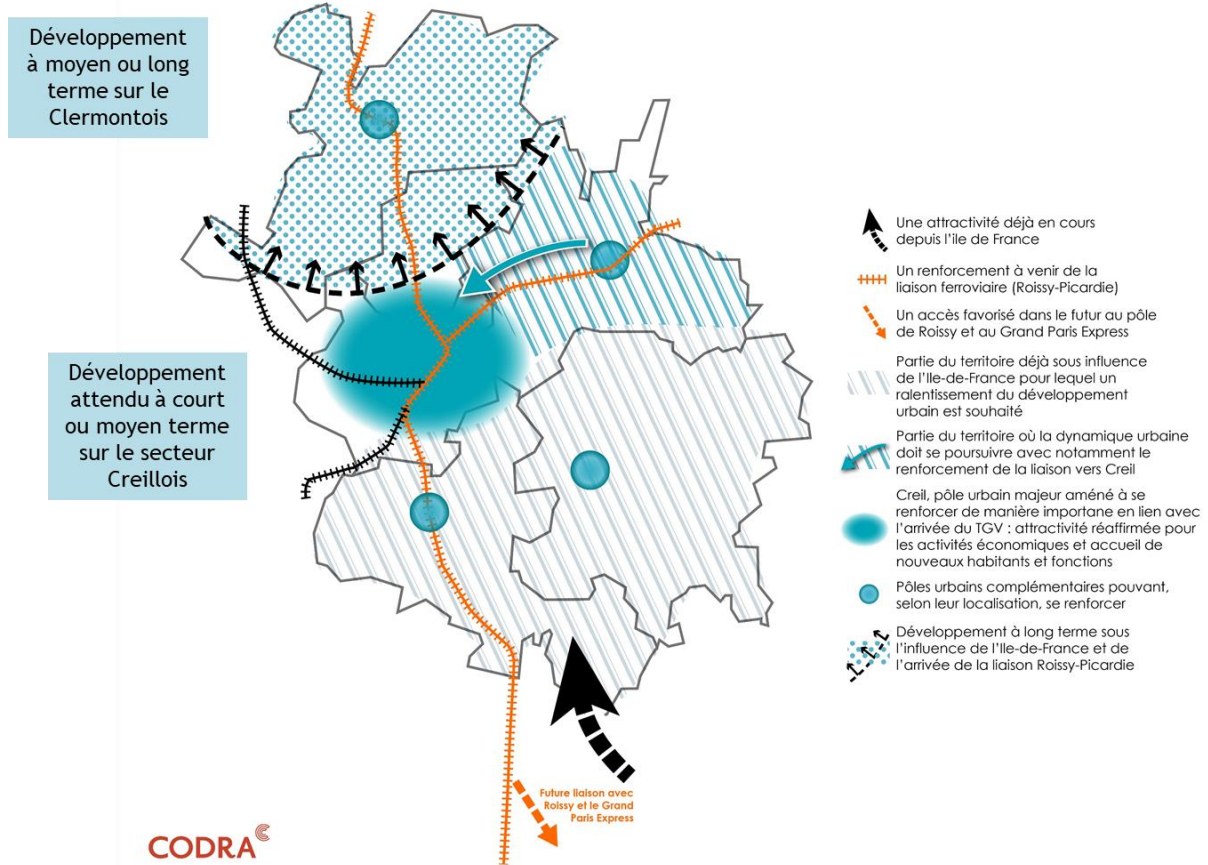 Développement
à moyen ou long
terme sur le
Clermontois
Développement
attendu à court
ou moyen terme
sur le secteur
Creillois
Une attractivité déjà en cours
depuis l'ile de France
Un renforcement à venir de la
liaison ferroviaire (Roissy-Picardie)
Un accès favorisé dans le futur au pôle
de Roissy et au Grand Paris Express
Partie du territoire déjà sous influence
de l'Ile-de-France pour lequel un
ralentissement du développement
urbain est souhaité
Partie du territoire où la dynamique urbaine
doit se poursuivre avec notamment le
renforcement de la liaison vers Creil
Creil, pôle urbain majeur améné à se
renforcer de manière importane en lien avec
l'arrivée du TGV : attractivité réaffirmée pour
les activités économiques et accueil de
nouveaux habitants et fonctions
Pôles urbains complémentaires pouvant,
selon leur localisation, se renforcer
Développement à long terme sous
l'influence de l'Ile-de-France et de
l'arrivée de la liaison Roissy-Picardie
Future liaison avec
Roissy et le Grand
Paris Express
CODRA